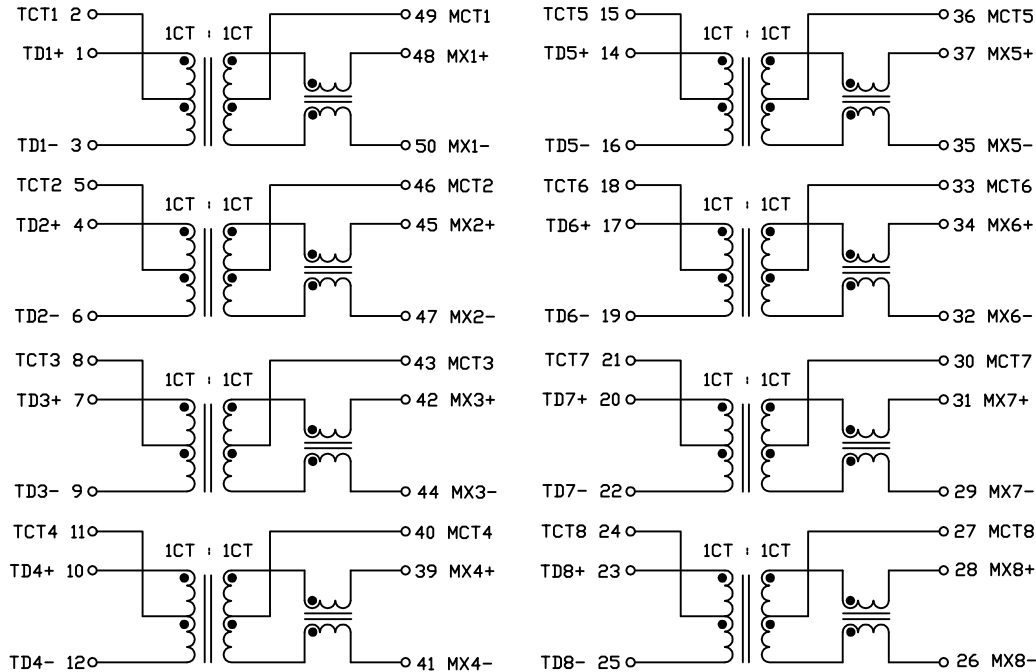 TCT1 2
1CT : 1CT
49 MCT1
TD1+ 1
48 MX1+
TD1- 3
50 MX1-
TCT2 5
1CT : 1CT
46 MCT2
TD2+ 4
45 MX2+
TD2- 6
47 MX2-
TCT3 8
1CT : 1CT
43 MCT3
TD3+ 7
42 MX3+
TD3- 9
44 MX3-
TCT4 11
1CT : 1CT
40 MCT4
TD4+ 10
39 MX4+
TD4- 12
41 MX4-
TCT5 15
1CT : 1CT
36 MCT5
TD5+ 14
37 MX5+
TD5- 16
35 MX5-
TCT6 18
1CT : 1CT
33 MCT6
TD6+ 17
34 MX6+
TD6- 19
32 MX6-
TCT7 21
1CT : 1CT
30 MCT7
TD7+ 20
31 MX7+
TD7- 22
29 MX7-
TCT8 24
1CT : 1CT
27 MCT8
TD8+ 23
28 MX8+
TD8- 25
26 MX8-